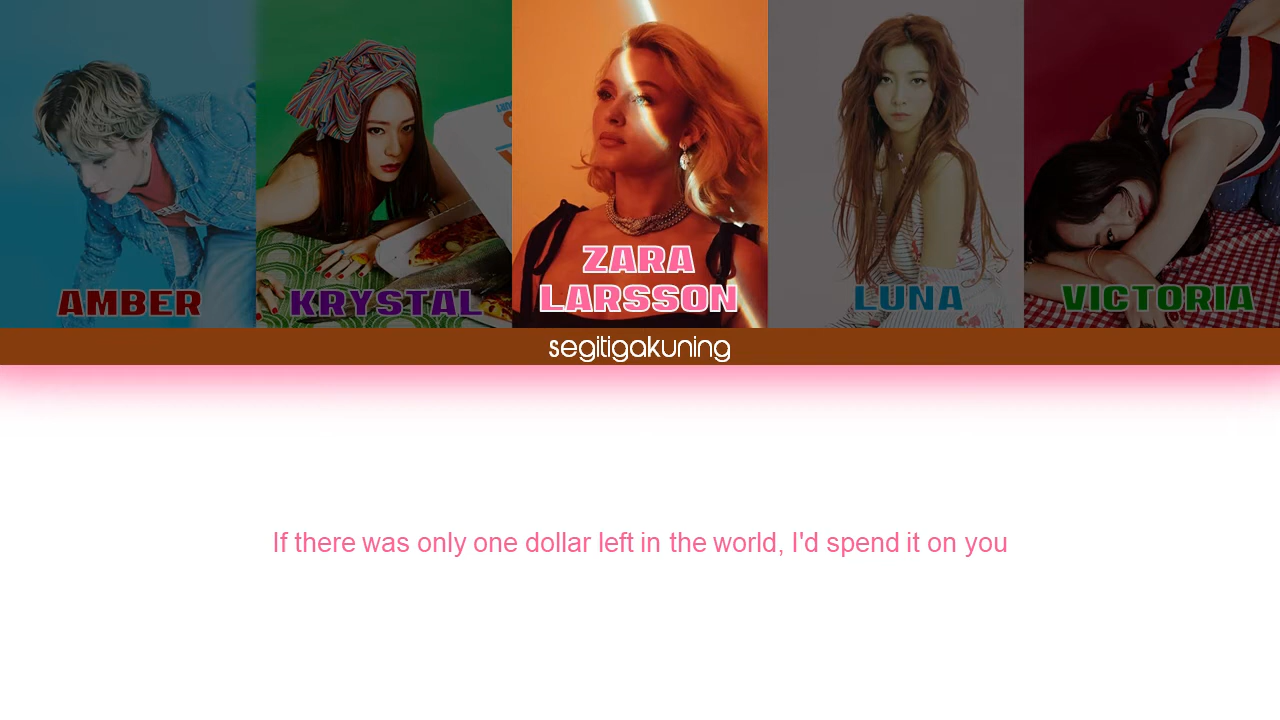 AMBER
KRYSTAL
ZARA
LARSSON
LUNA
VICTORIA
segitigakuning
If there was only one dollar left in the world, I'd spend it on you